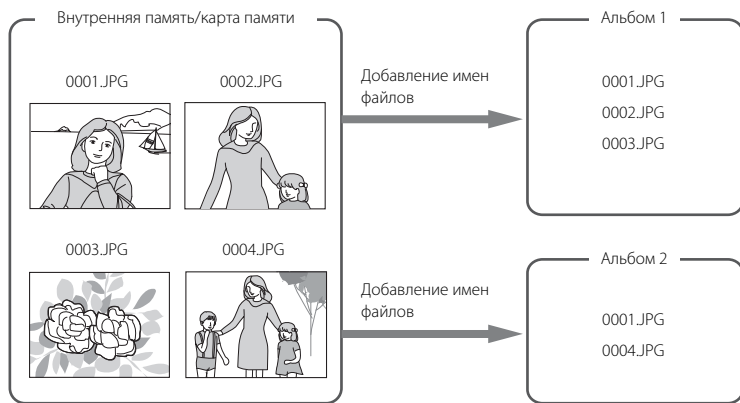 Внутренняя память/карта памяти
0001.JPG
0002.JPG
0003.JPG
0004.JPG
Добавление имен
файлов
Альбом 1
0001.JPG
0002.JPG
0003.JPG
Добавление имен
файлов
Альбом 2
0001.JPG
0004.JPG